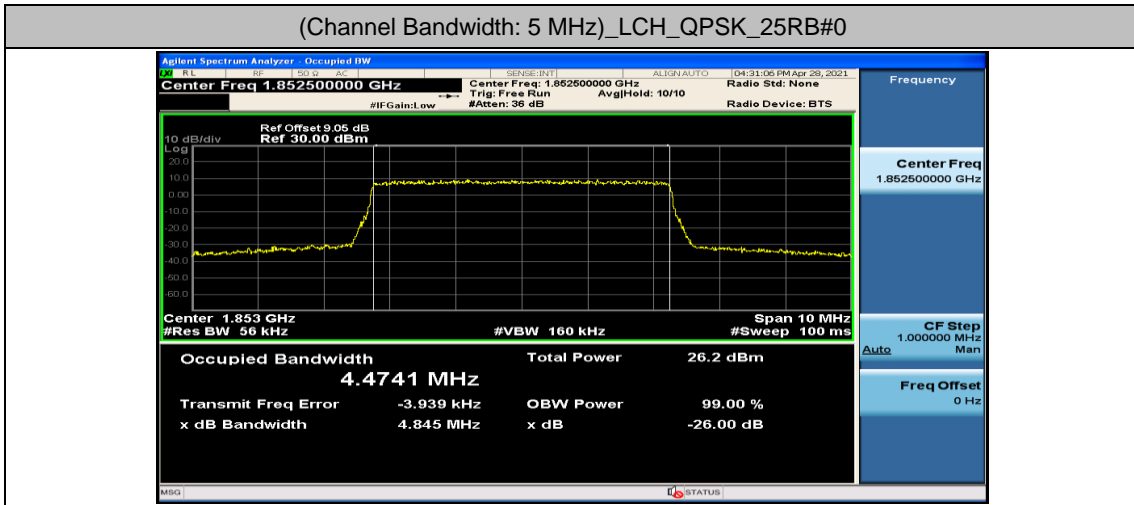 (Channel Bandwidth: 5 MHz)_LCH_QPSK_25RB#0
Agilent Spectrum Analyzer - Occupied BW
LXI RL RF 50 Ω AC SENSE:INT ALIGN AUTO 04:31:06 PM Apr 28, 2021
Center Freq 1.852500000 GHz
Center Freq: 1.852500000 GHz
Radio Std: None
Trig: Free Run Avg|Hold: 10/10
#IFGain:Low
#Atten: 36 dB
Radio Device: BTS
Ref Offset 9.05 dB
10 dB/div Ref 30.00 dBm
Log
20.0
10.0
0.00
-10.0
-20.0
-30.0
-40.0
-50.0
-60.0
Center 1.853 GHz Span 10 MHz
#Res BW 56 kHz #VBW 160 kHz #Sweep 100 ms
Occupied Bandwidth Total Power 26.2 dBm
4.4741 MHz
Transmit Freq Error -3.939 kHz OBW Power 99.00 %
x dB Bandwidth 4.845 MHz x dB -26.00 dB
MSG STATUS
Frequency
Center Freq
1.852500000 GHz
CF Step
1.000000 MHz
Auto Man
Freq Offset
0 Hz